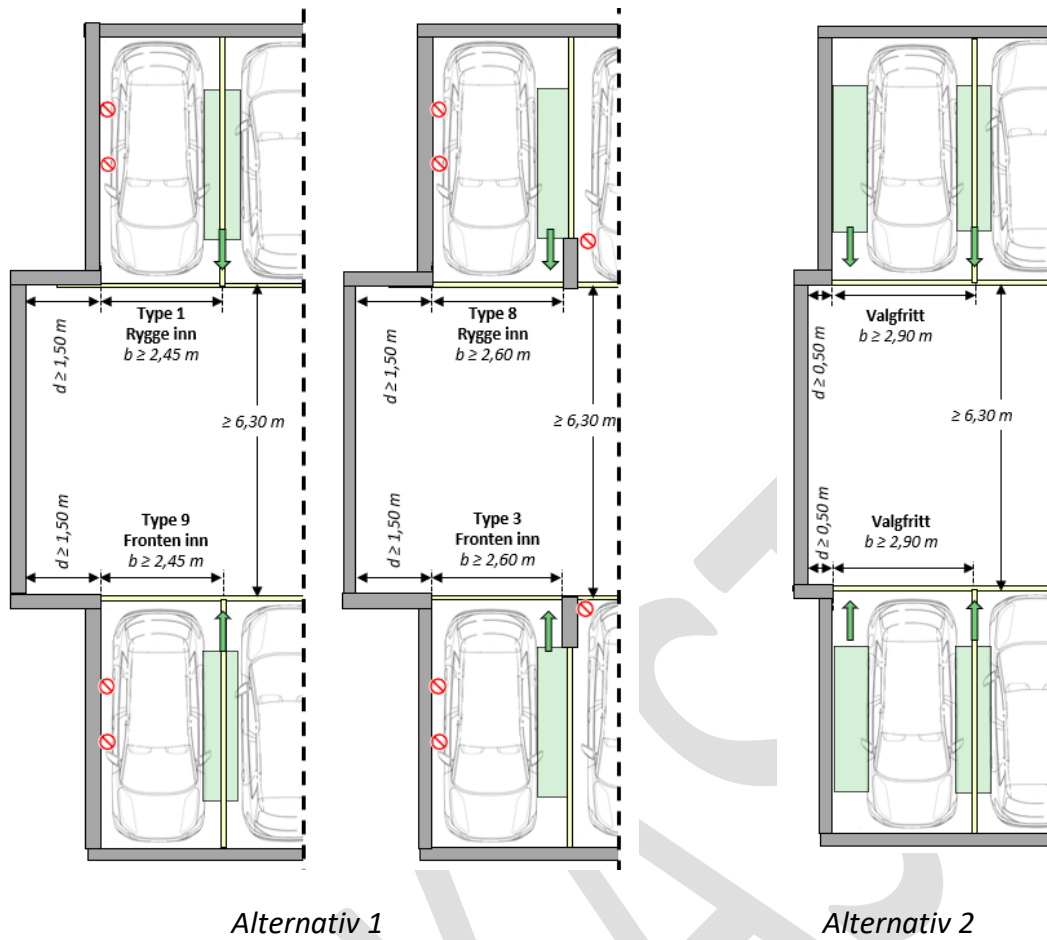 Type 1
Rygge inn
b ≥ 2,45 m
d ≥ 1,50 m
≥ 6,30 m
d ≥ 1,50 m
Type 9
Fronten inn
b ≥ 2,45 m
Type 8
Rygge inn
b ≥ 2,60 m
d ≥ 1,50 m
≥ 6,30 m
d ≥ 1,50 m
Type 3
Fronten inn
b ≥ 2,60 m
Valgfritt
b ≥ 2,90 m
d ≥ 0,50 m
≥ 6,30 m
d ≥ 0,50 m
Valgfritt
b ≥ 2,90 m
Alternativ 1
Alternativ 2